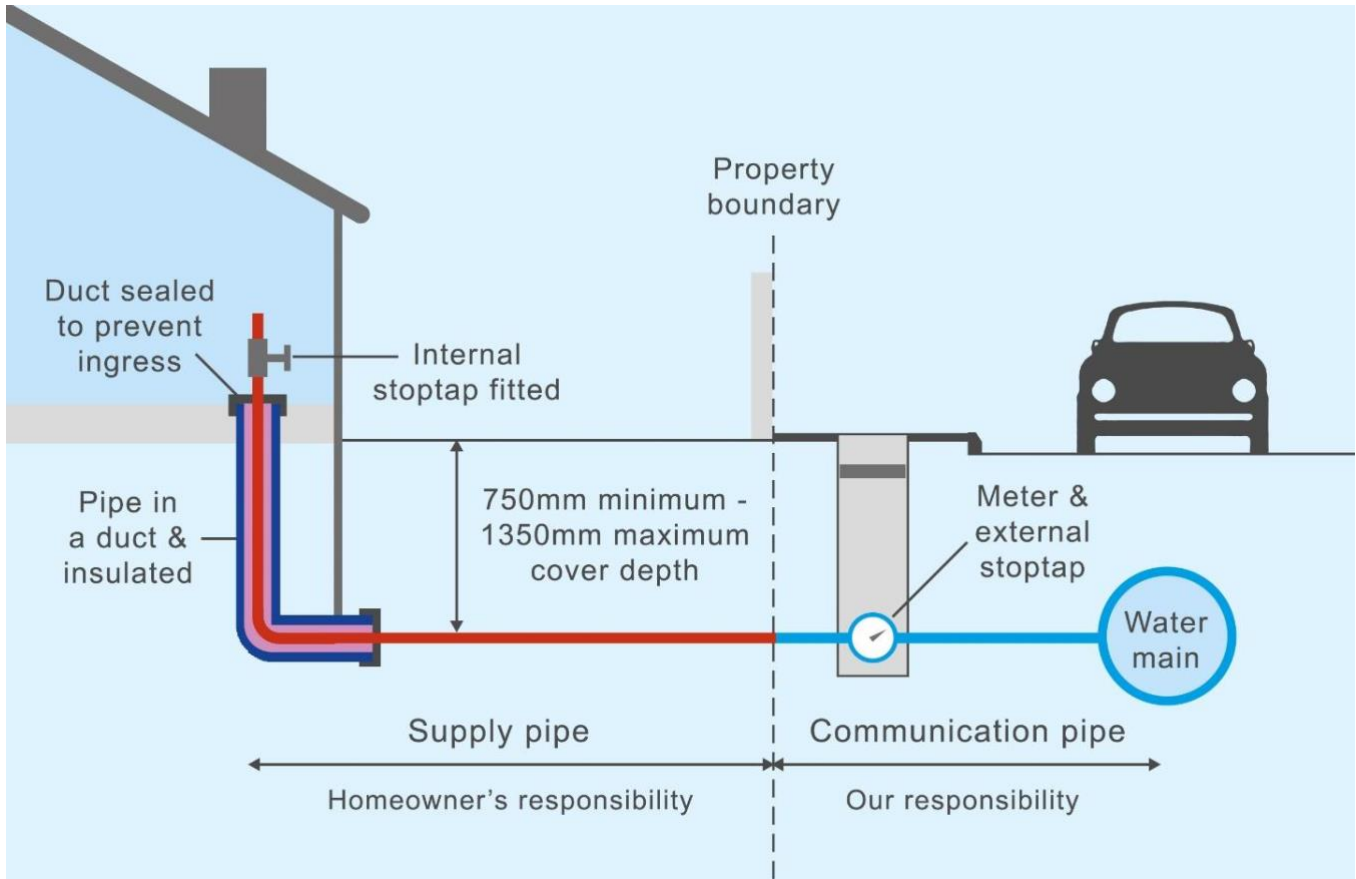 Property
boundary
Duct sealed
to prevent
ingress
Internal
stoptap fitted
Pipe in
a duct &
insulated
750mm minimum -
1350mm maximum
cover depth
Meter &
external
stoptap
Water
main
Supply pipe
Communication pipe
Homeowner's responsibility
Our responsibility